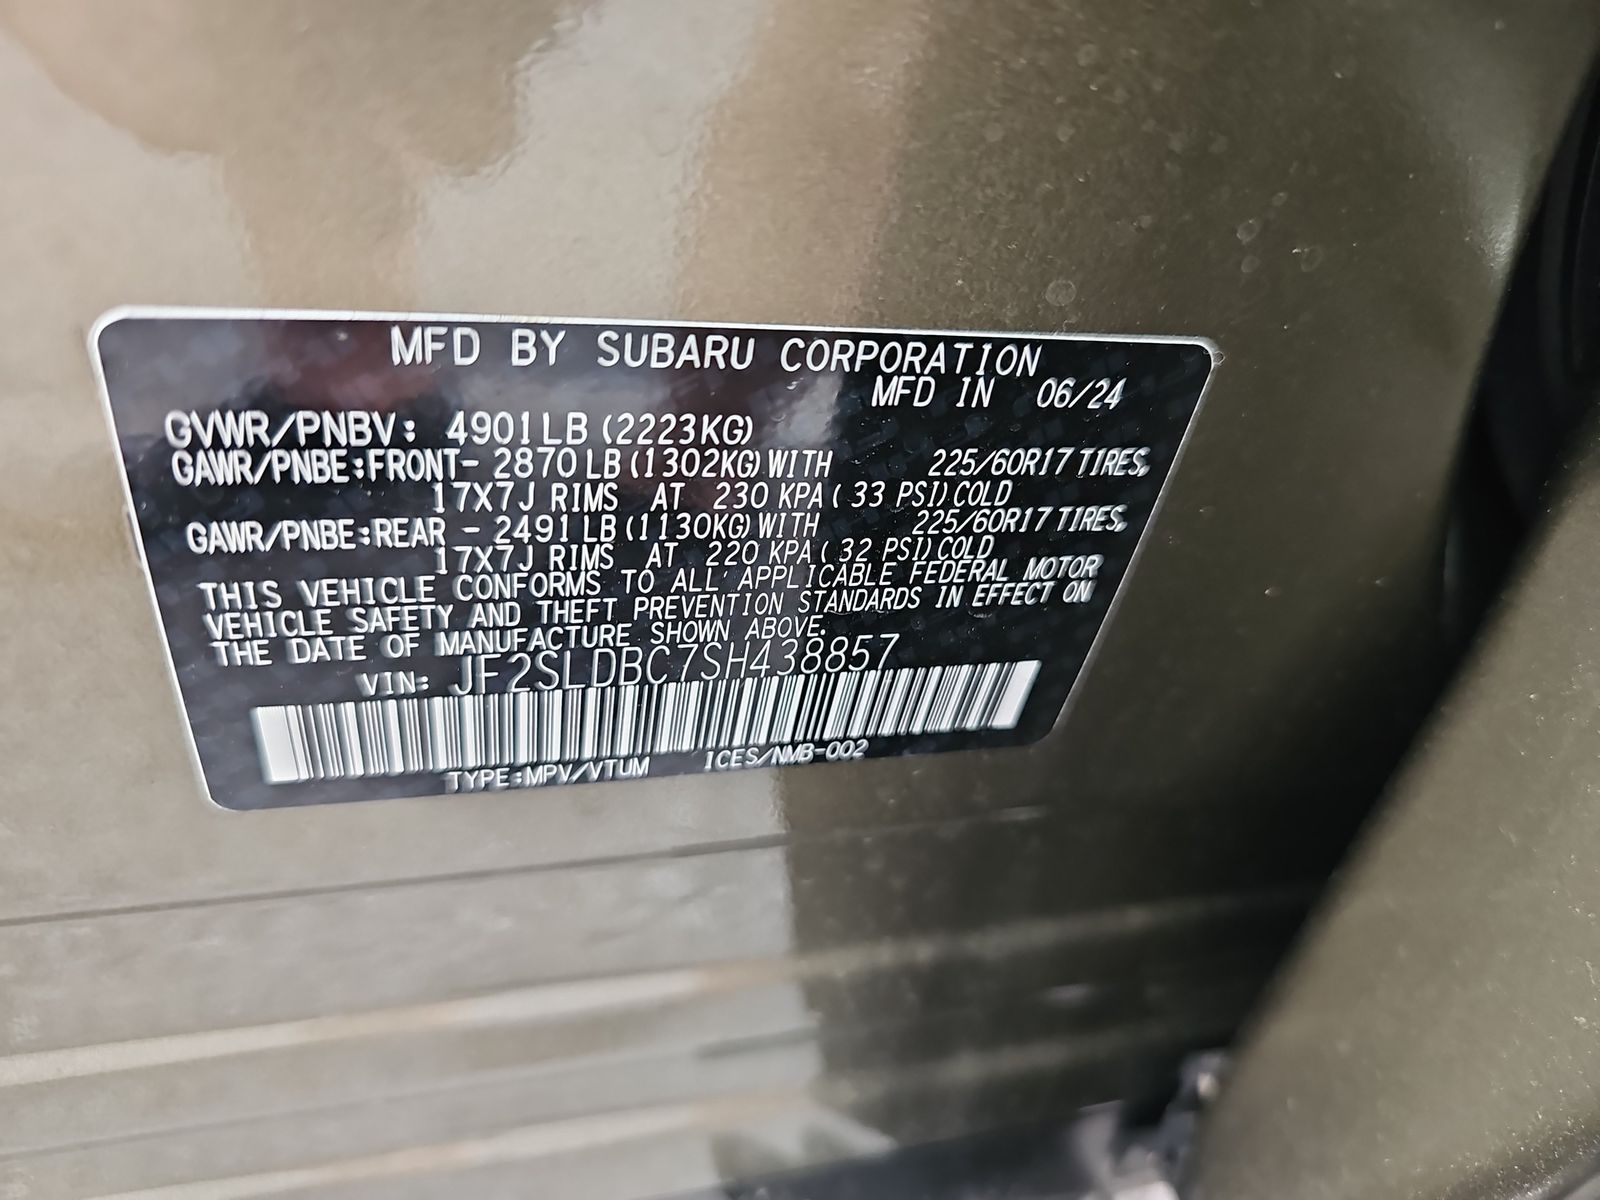 MFD BY SUBARU CORPORATION
MFD IN 06/24
GVWR/PNBV: 4901LB (2223KG)
GAWR/PNBE:FRONT- 2870LB (1302KG) WITH 225/60R17 TIRES,
17X7J RIMS AT 230 KPA ( 33 PSI) COLD
GAWR/PNBE:REAR - 2491LB (1130KG) WITH 225/60R17 TIRES,
17X7J RIMS AT 220 KPA ( 32 PSI) COLD
THIS VEHICLE CONFORMS TO ALL APPLICABLE FEDERAL MOTOR
VEHICLE SAFETY AND THEFT PREVENTION STANDARDS IN EFFECT ON
THE DATE OF MANUFACTURE SHOWN ABOVE.
VIN: JF2SLDBC7SH438857
TYPE:MPV/VTUM ICES/NMB-002